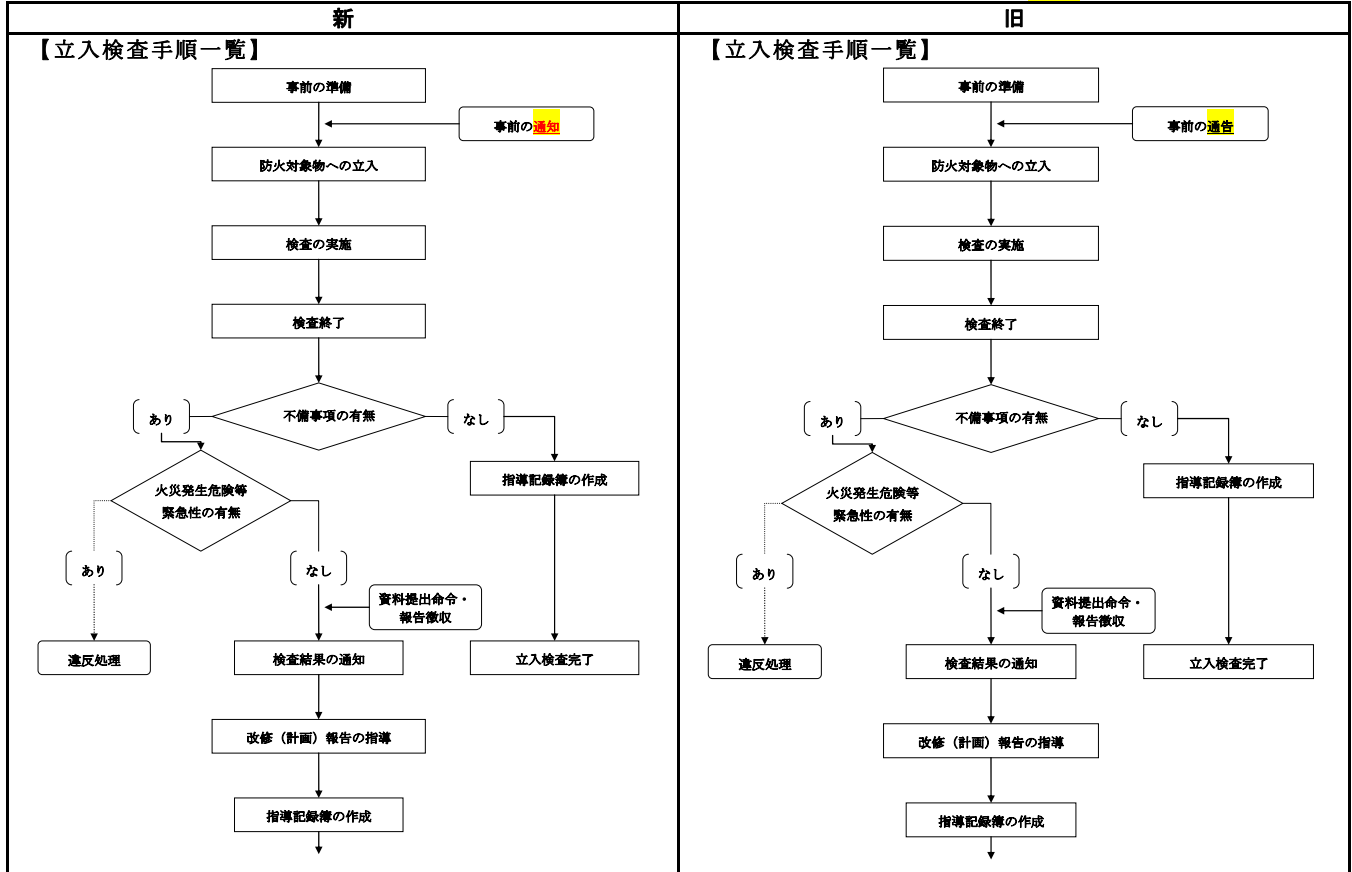 新
【立入検査手順一覧】
事前の準備
事前の通知
防火対象物への立入
検査の実施
検査終了
不備事項の有無
あり
なし
指導記録簿の作成
火災発生危険等
緊急性の有無
あり
なし
資料提出命令・
報告徴収
違反処理
検査結果の通知
立入検査完了
改修（計画）報告の指導
指導記録簿の作成
旧
【立入検査手順一覧】
事前の準備
事前の通告
防火対象物への立入
検査の実施
検査終了
不備事項の有無
あり
なし
指導記録簿の作成
火災発生危険等
緊急性の有無
あり
なし
資料提出命令・
報告徴収
違反処理
検査結果の通知
立入検査完了
改修（計画）報告の指導
指導記録簿の作成